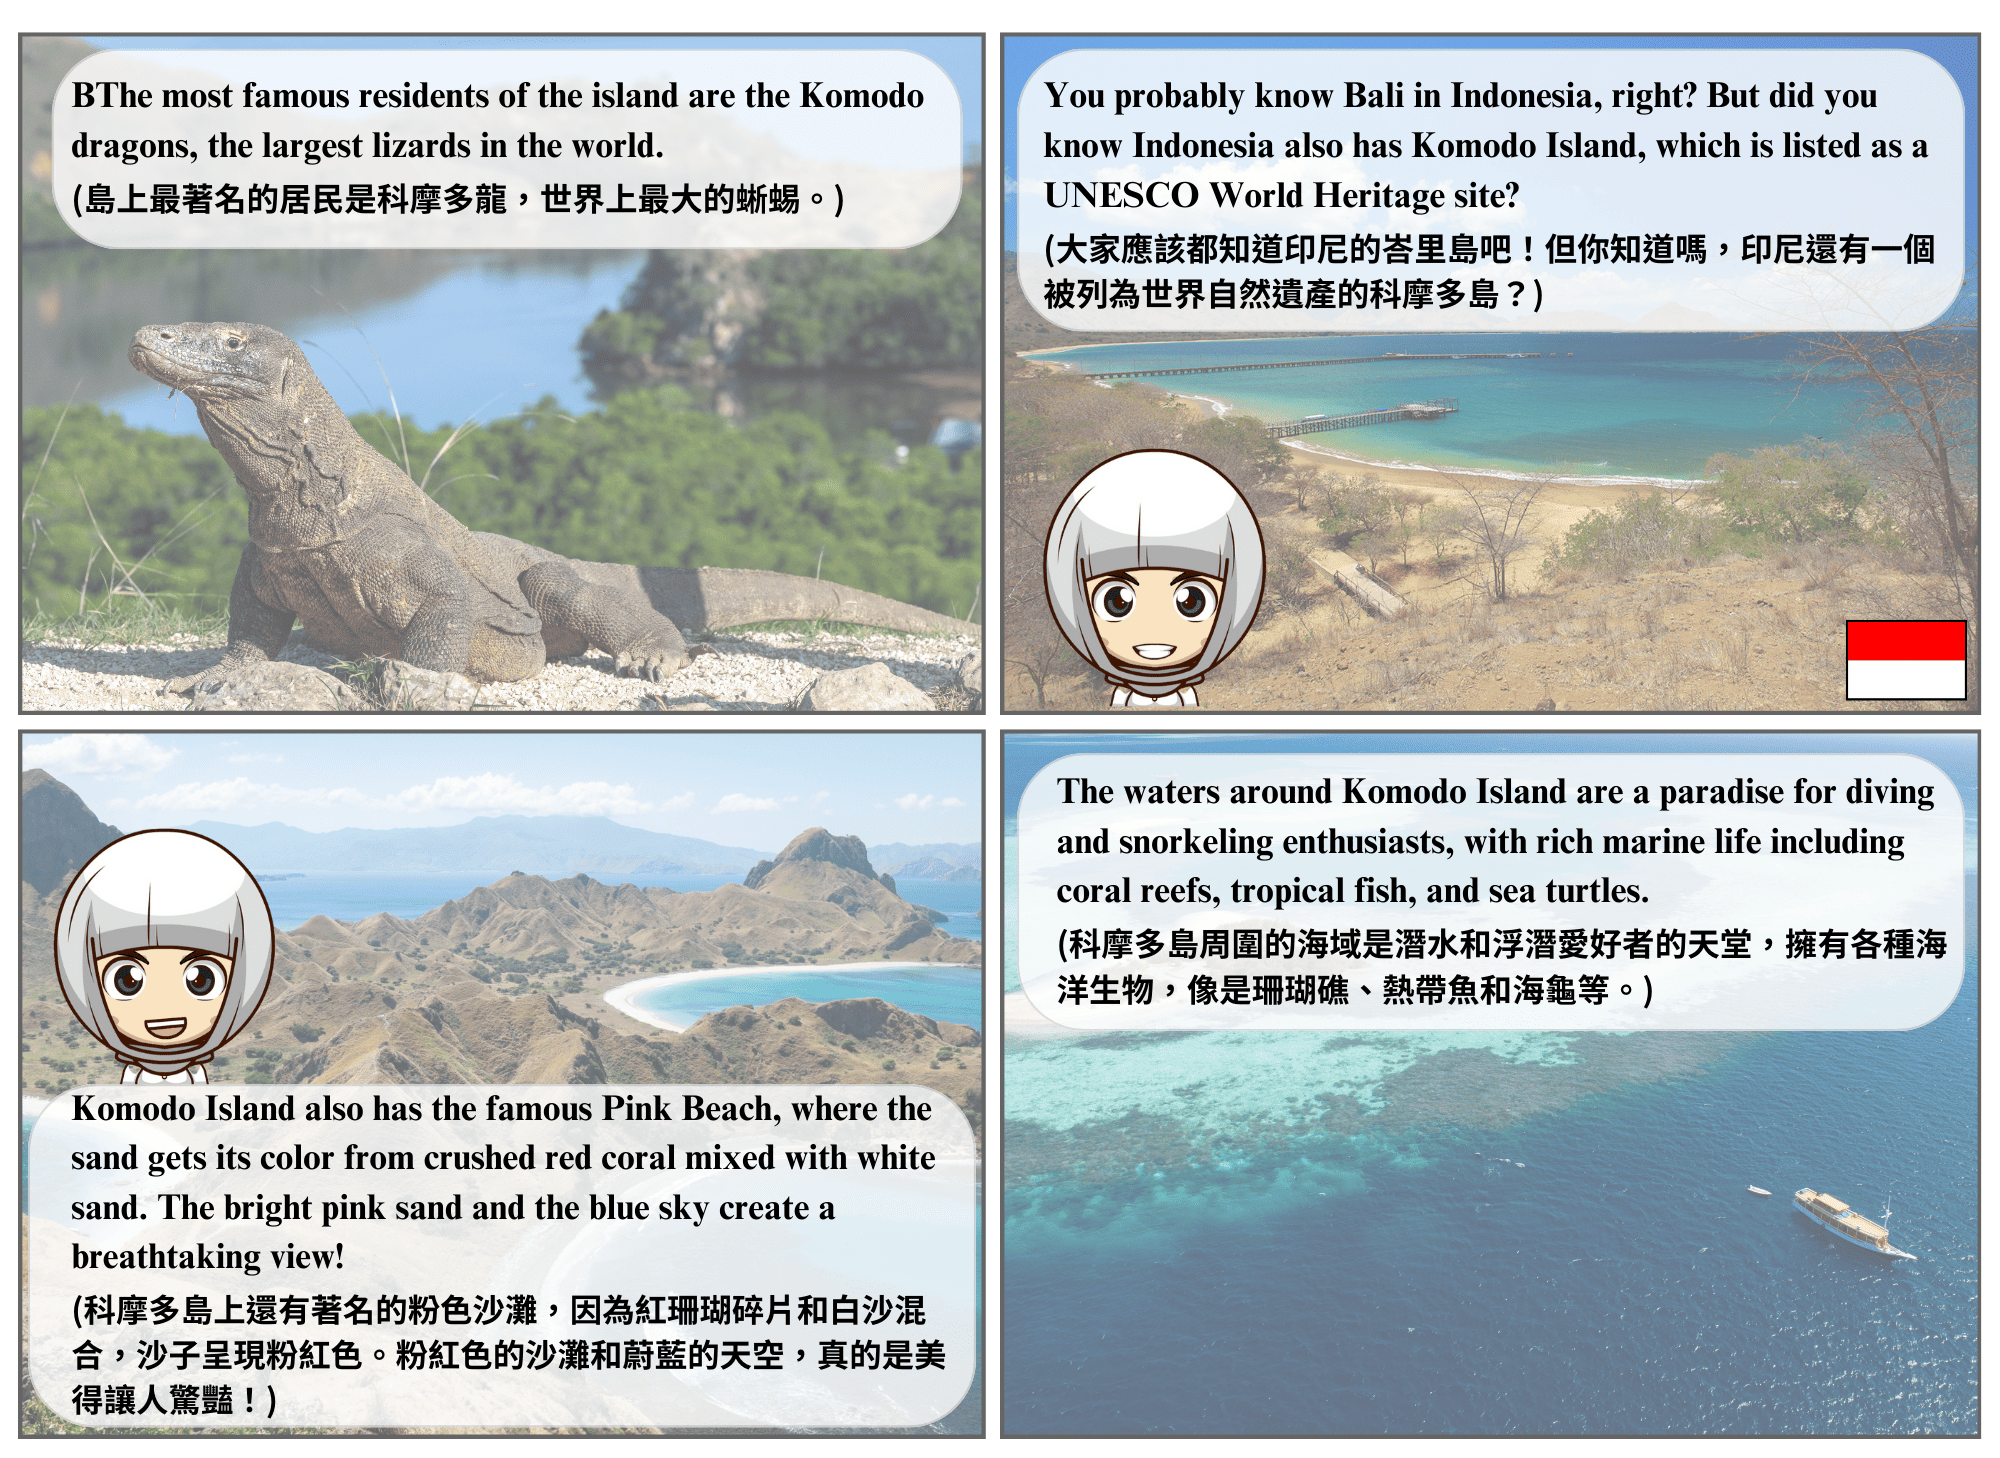 BThe most famous residents of the island are the Komodo
dragons, the largest lizards in the world.
(島上最著名的居民是科摩多龍，世界上最大的蜥蜴。)
You probably know Bali in Indonesia, right? But did you
know Indonesia also has Komodo Island, which is listed as a
UNESCO World Heritage site?
(大家應該都知道印尼的峇里島吧！但你知道嗎，印尼還有一個
被列為世界自然遺產的科摩多島？)
Komodo Island also has the famous Pink Beach, where the
sand gets its color from crushed red coral mixed with white
sand. The bright pink sand and the blue sky create a
breathtaking view!
(科摩多島上還有著名的粉色沙灘，因為紅珊瑚碎片和白沙混
合，沙子呈現粉紅色。粉紅色的沙灘和蔚藍的天空，真的是美
得讓人驚豔！)
The waters around Komodo Island are a paradise for diving
and snorkeling enthusiasts, with rich marine life including
coral reefs, tropical fish, and sea turtles.
(科摩多島周圍的海域是潛水和浮潛愛好者的天堂，擁有各種海
洋生物，像是珊瑚礁、熱帶魚和海龜等。)